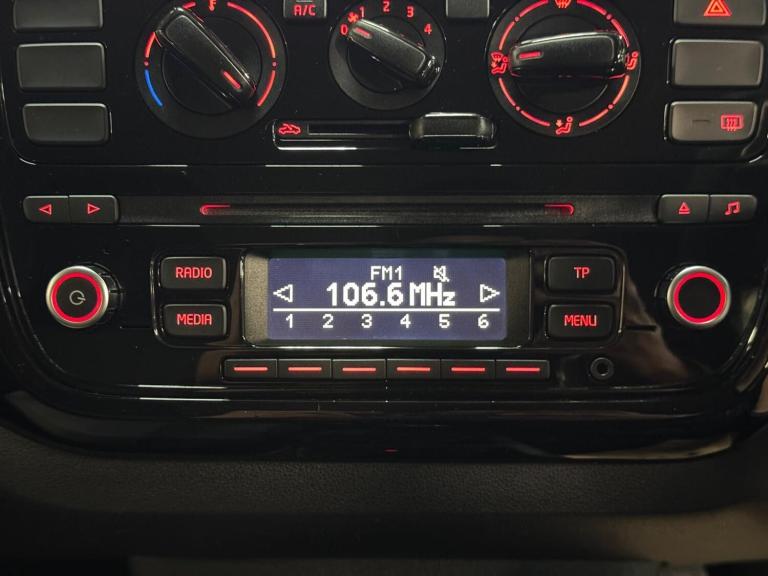 A/C
0 1 2 3 4
RADIO
FM1
TP
106.6 MHz
MEDIA
1 2 3 4 5 6
MENU